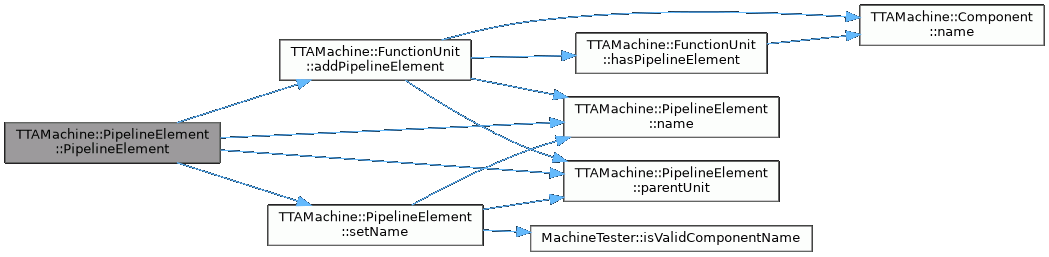 TTAMachine::PipelineElement
::PipelineElement
TTAMachine::FunctionUnit
::addPipelineElement
TTAMachine::PipelineElement
::setName
TTAMachine::FunctionUnit
::hasPipelineElement
TTAMachine::PipelineElement
::name
TTAMachine::PipelineElement
::parentUnit
MachineTester::isValidComponentName
TTAMachine::Component
::name